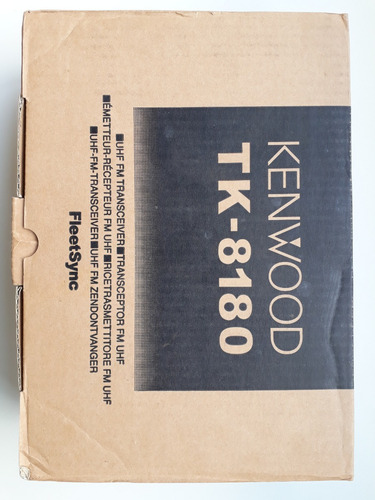 KENWOOD
TK-8180
■UHF FM TRANSCEIVER ■TRANSCEPTOR FM UHF
■ÉMETTEUR-RÉCEPTEUR FM UHF ■RICETRASMETTITORE FM UHF
■UHF-FM-TRANSCEIVER ■UHF FM ZENDONTVANGER
FleetSync